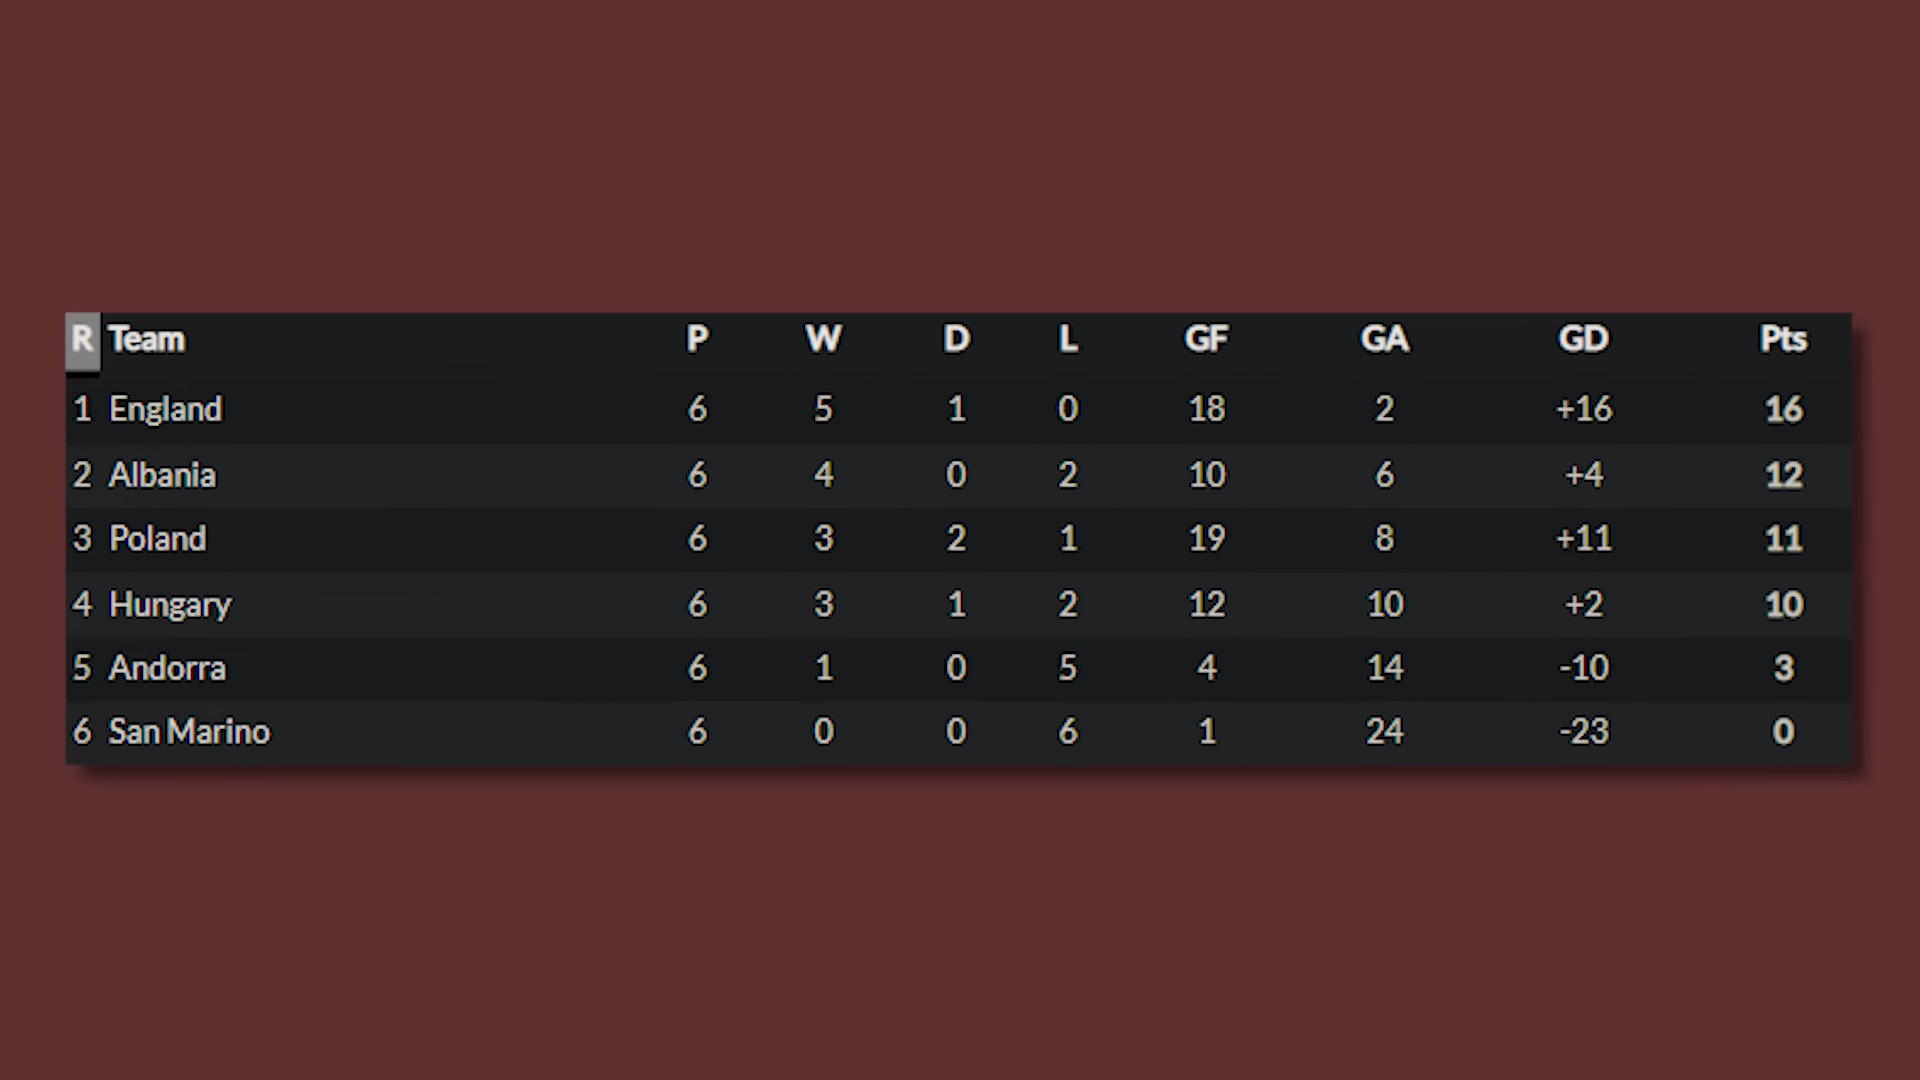 R Team P W D L GF GA GD Pts
1 England 6 5 1 0 18 2 +16 16
2 Albania 6 4 0 2 10 6 +4 12
3 Poland 6 3 2 1 19 8 +11 11
4 Hungary 6 3 1 2 12 10 +2 10
5 Andorra 6 1 0 5 4 14 -10 3
6 San Marino 6 0 0 6 1 24 -23 0